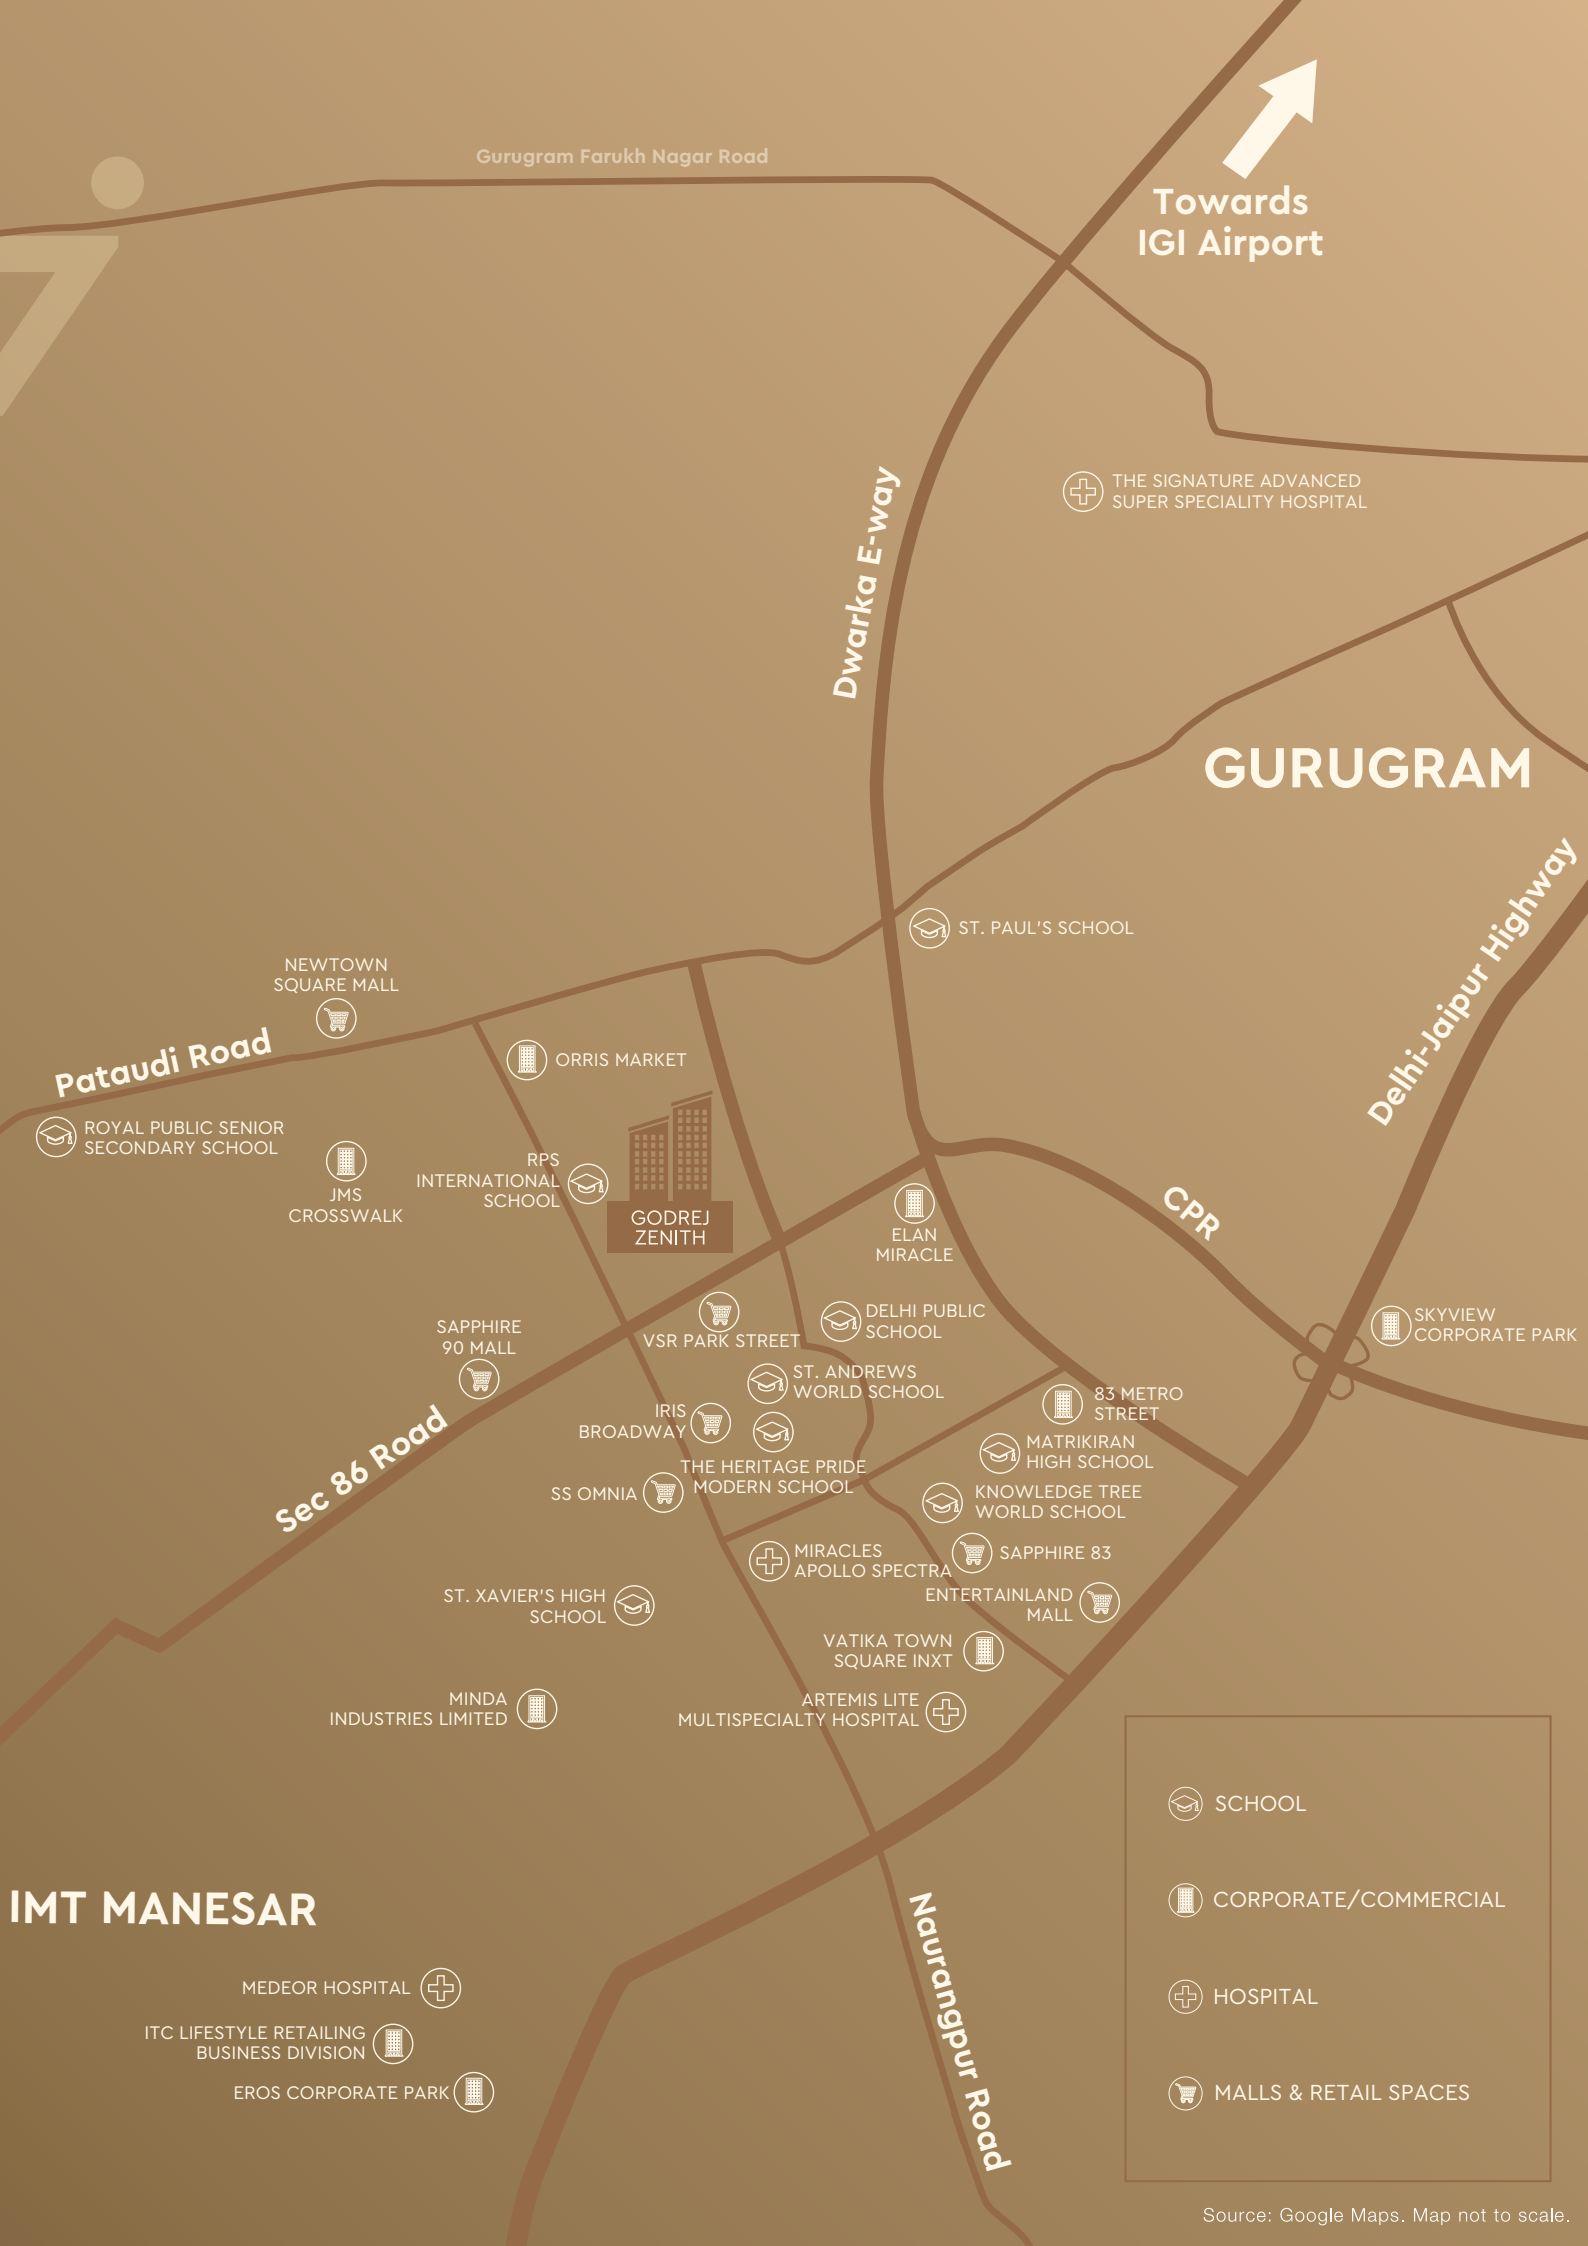 Gurugram Farukh Nagar Road
Towards
IGI Airport
THE SIGNATURE ADVANCED
SUPER SPECIALITY HOSPITAL
Dwarka E-way
GURUGRAM
Delhi-Jaipur Highway
ST. PAUL'S SCHOOL
NEWTOWN
SQUARE MALL
Pataudi Road
ORRIS MARKET
ROYAL PUBLIC SENIOR
SECONDARY SCHOOL
JMS
CROSSWALK
RPS
INTERNATIONAL
SCHOOL
GODREJ
ZENITH
ELAN
MIRACLE
CPR
SKYVIEW
CORPORATE PARK
SAPPHIRE
90 MALL
VSR PARK STREET
DELHI PUBLIC
SCHOOL
ST. ANDREWS
WORLD SCHOOL
83 METRO
STREET
IRIS
BROADWAY
Sec 86 Road
THE HERITAGE PRIDE
MODERN SCHOOL
MATRIKIRAN
HIGH SCHOOL
SS OMNIA
KNOWLEDGE TREE
WORLD SCHOOL
MIRACLES
APOLLO SPECTRA
SAPPHIRE 83
ST. XAVIER'S HIGH
SCHOOL
ENTERTAINLAND
MALL
VATIKA TOWN
SQUARE INXT
MINDA
INDUSTRIES LIMITED
ARTEMIS LITE
MULTISPECIALTY HOSPITAL
IMT MANESAR
Naurangpur Road
MEDEOR HOSPITAL
ITC LIFESTYLE RETAILING
BUSINESS DIVISION
EROS CORPORATE PARK
SCHOOL
CORPORATE/COMMERCIAL
HOSPITAL
MALLS & RETAIL SPACES
Source: Google Maps. Map not to scale.